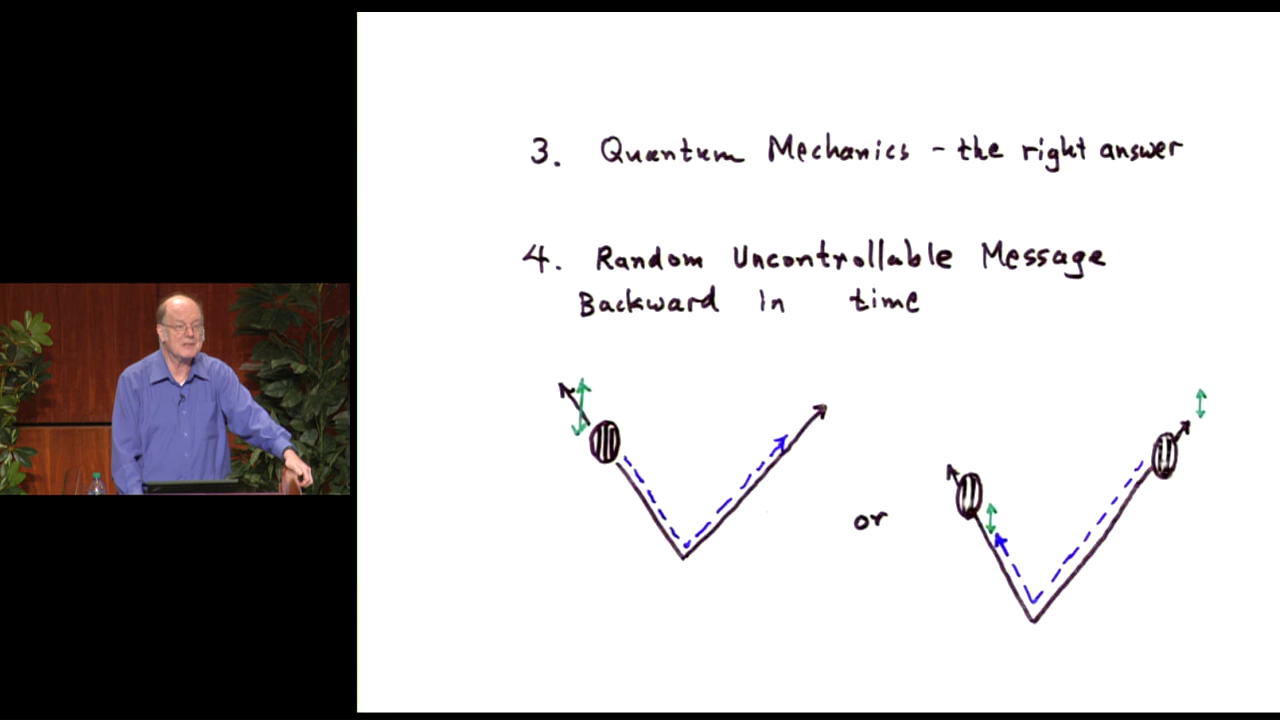 3. Quantum Mechanics - the right answer
4. Random Uncontrollable Message
Backward in time
or